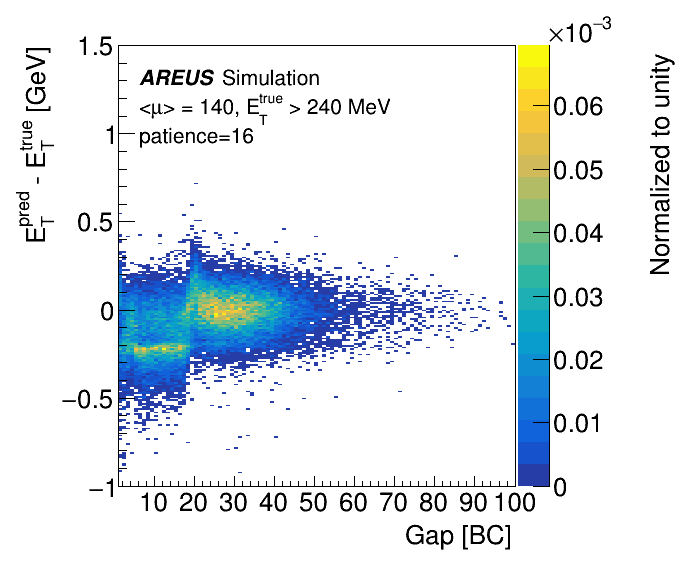 ×10⁻³
AREUS Simulation
<μ> = 140, E_T^true > 240 MeV
patience=16
E_T^pred - E_T^true [GeV]
1.5
1
0.5
0
−0.5
−1
10 20 30 40 50 60 70 80 90 100
Gap [BC]
0.06
0.05
0.04
0.03
0.02
0.01
0
Normalized to unity